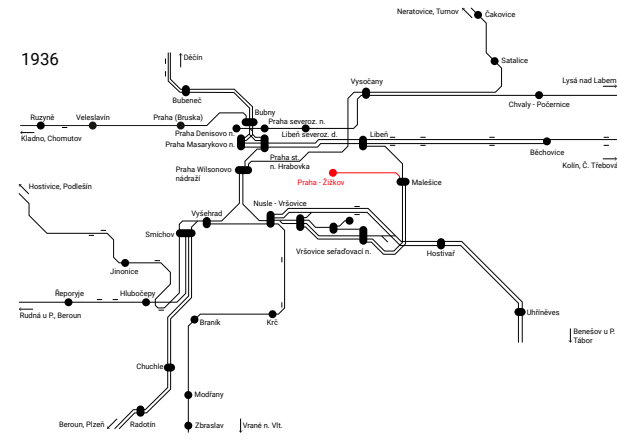 Neratovice, Turnov
Čakovice
1936
Děčín
Satalice
Vysočany
Lysá nad Labem
Bubeneč
Chvaly - Počernice
Bubny
Ruzyně
Veleslavín
Praha (Bruska)
Praha severoz. n.
Praha Denisovo n.
Libeň severoz. d.
Libeň
Kladno, Chomutov
Praha Masarykovo n.
Běchovice
Praha st.
n. Hrabovka
Kolín, Č. Třebová
Praha Wilsonovo
nádraží
Praha - Žižkov
Malešice
Hostivice, Podlešín
Nusle - Vršovice
Vyšehrad
Smíchov
Vršovice seřaďovací n.
Hostivař
Jinonice
Řeporyje
Hlubočepy
Rudná u P., Beroun
Braník
Krč
Uhříněves
Benešov u P.
Tábor
Chuchle
Modřany
Beroun, Plzeň
Radotín
Zbraslav
Vrané n. Vlt.